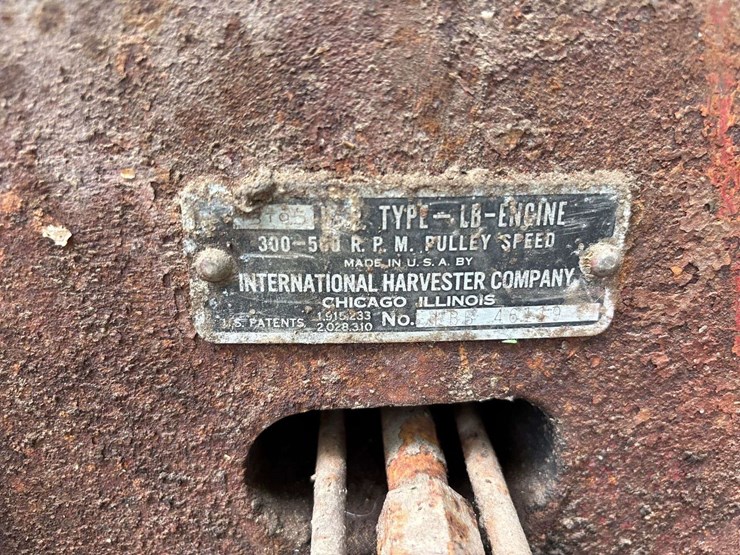 TYPE-LB-ENGINE
300-500 R. P. M. PULLEY SPEED
MADE IN U. S. A. BY
INTERNATIONAL HARVESTER COMPANY
CHICAGO ILLINOIS
U.S. PATENTS 1,915,233 2,028,310 No.